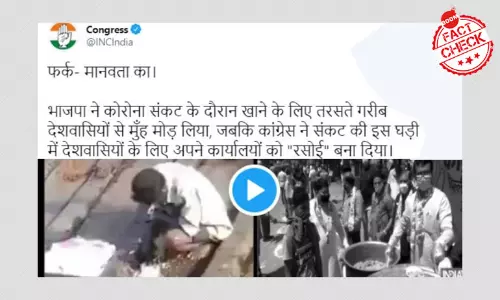 Congress
@INCIndia
BOOM
FACT
CHECK
फर्क- मानवता का।
भाजपा ने कोरोना संकट के दौरान खाने के लिए तरसते गरीब
देशवासियों से मुँह मोड़ लिया, जबकि कांग्रेस ने संकट की इस घड़ी
में देशवासियों के लिए अपने कार्यालयों को "रसोई" बना दिया।